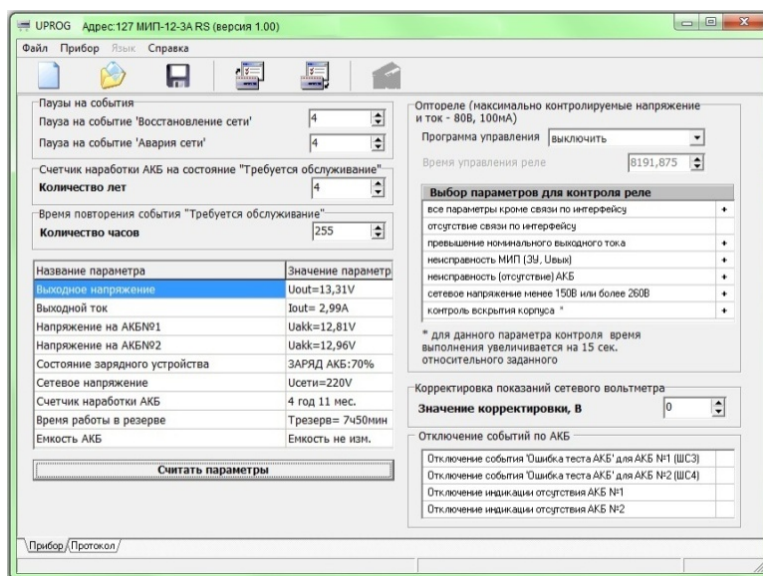 UPROG Адрес:127 МИП-12-3А RS (версия 1.00)
Файл Прибор Язык Справка
Паузы на события
Пауза на событие 'Восстановление сети' 4
Пауза на событие 'Авария сети' 4
Счетчик наработки АКБ на состояние "Требуется обслуживание"
Количество лет 4
Время повторения события "Требуется обслуживание"
Количество часов 255
Название параметра Значение параметр
Выходное напряжение Uout=13,31V
Выходной ток Iout= 2,99A
Напряжение на АКБ№1 Uakk=12,81V
Напряжение на АКБ№2 Uakk=12,96V
Состояние зарядного устройства ЗАРЯД АКБ:70%
Сетевое напряжение Uсети=220V
Счетчик наработки АКБ 4 год 11 мес.
Время работы в резерве Трезерв= 7ч50мин
Емкость АКБ Емкость не изм.
Считать параметры
Оптореле (максимально контролируемые напряжение
и ток - 80В, 100мА)
Программа управления выключить
Время управления реле 8191,875
Выбор параметров для контроля реле
все параметры кроме связи по интерфейсу +
отсутствие связи по интерфейсу
превышение номинального выходного тока +
неисправность МИП (ЗУ, Uвых) +
неисправность (отсутствие) АКБ +
сетевое напряжение менее 150В или более 260В +
контроль вскрытия корпуса * +
* для данного параметра контроля время
выполнения увеличивается на 15 сек.
относительного заданного
Корректировка показаний сетевого вольтметра
Значение корректировки, В 0
Отключение событий по АКБ
Отключение события 'Ошибка теста АКБ' для АКБ №1 (ШС3)
Отключение события 'Ошибка теста АКБ' для АКБ №2 (ШС4)
Отключение индикации отсутствия АКБ №1
Отключение индикации отсутствия АКБ №2
Прибор Протокол